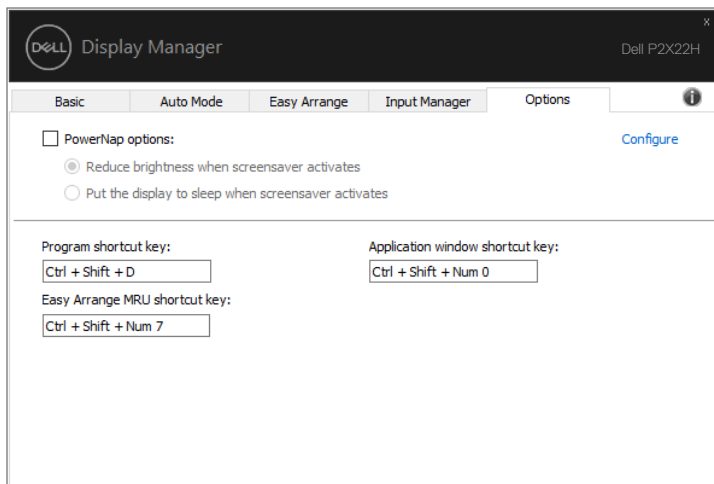 x
DELL Display Manager
Dell P2X22H
Basic Auto Mode Easy Arrange Input Manager Options i
PowerNap options: Configure
Reduce brightness when screensaver activates
Put the display to sleep when screensaver activates
Program shortcut key: Application window shortcut key:
Ctrl + Shift + D Ctrl + Shift + Num 0
Easy Arrange MRU shortcut key:
Ctrl + Shift + Num 7